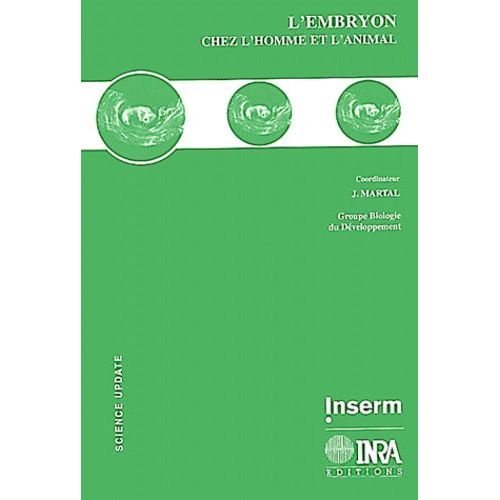 L'EMBRYON
CHEZ L'HOMME ET L'ANIMAL
Coordinateur
J. MARTAL
Groupe Biologie
du Développement
SCIENCE UPDATE
Inserm
INRA
EDITIONS